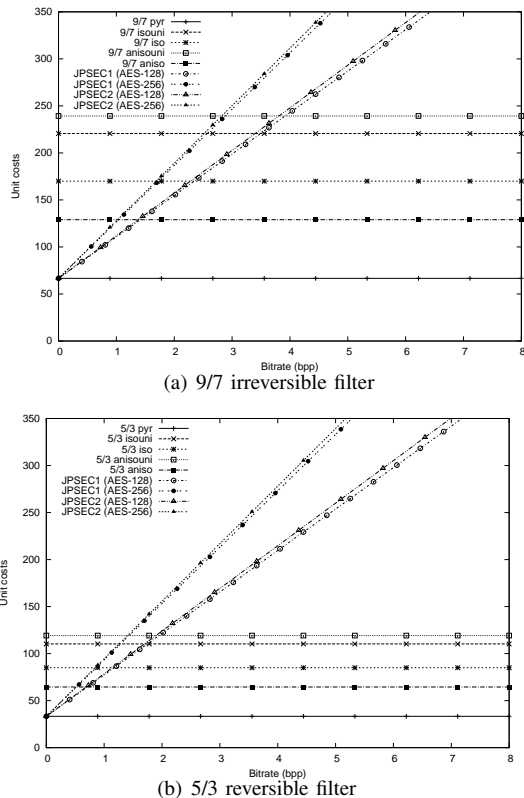 350
300
250
200
150
100
50
0
Unit costs
9/7 pyr
9/7 isouni
9/7 iso
9/7 anisouni
9/7 aniso
JPSEC1 (AES-128)
JPSEC1 (AES-256)
JPSEC2 (AES-128)
JPSEC2 (AES-256)
0 1 2 3 4 5 6 7 8
Bitrate (bpp)
(a) 9/7 irreversible filter
350
300
250
200
150
100
50
0
Unit costs
5/3 pyr
5/3 isouni
5/3 iso
5/3 anisouni
5/3 aniso
JPSEC1 (AES-128)
JPSEC1 (AES-256)
JPSEC2 (AES-128)
JPSEC2 (AES-256)
0 1 2 3 4 5 6 7 8
Bitrate (bpp)
(b) 5/3 reversible filter